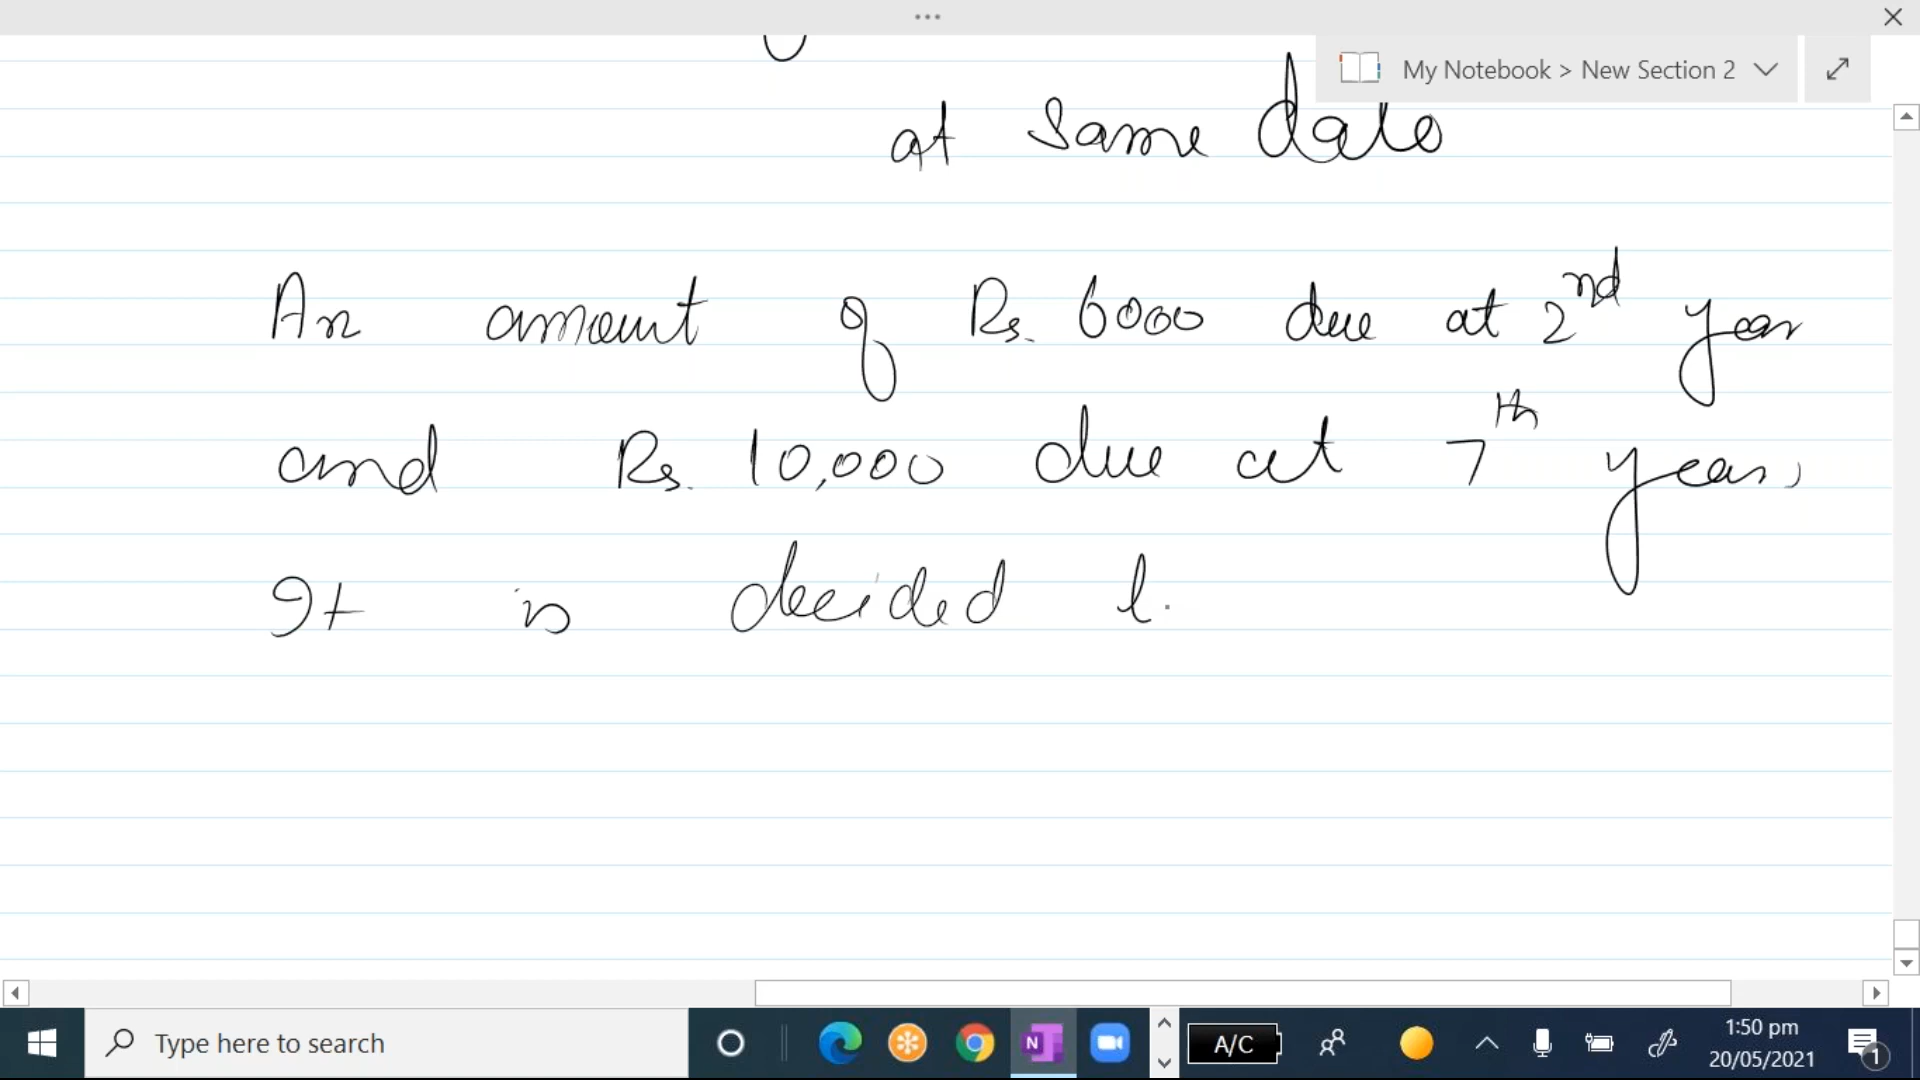 My Notebook > New Section 2
at same date
An amount of Rs. 6000 due at 2nd year
and Rs. 10,000 due at 7th year,
It is decided
Type here to search
N
A/C
1:50 pm
20/05/2021
1